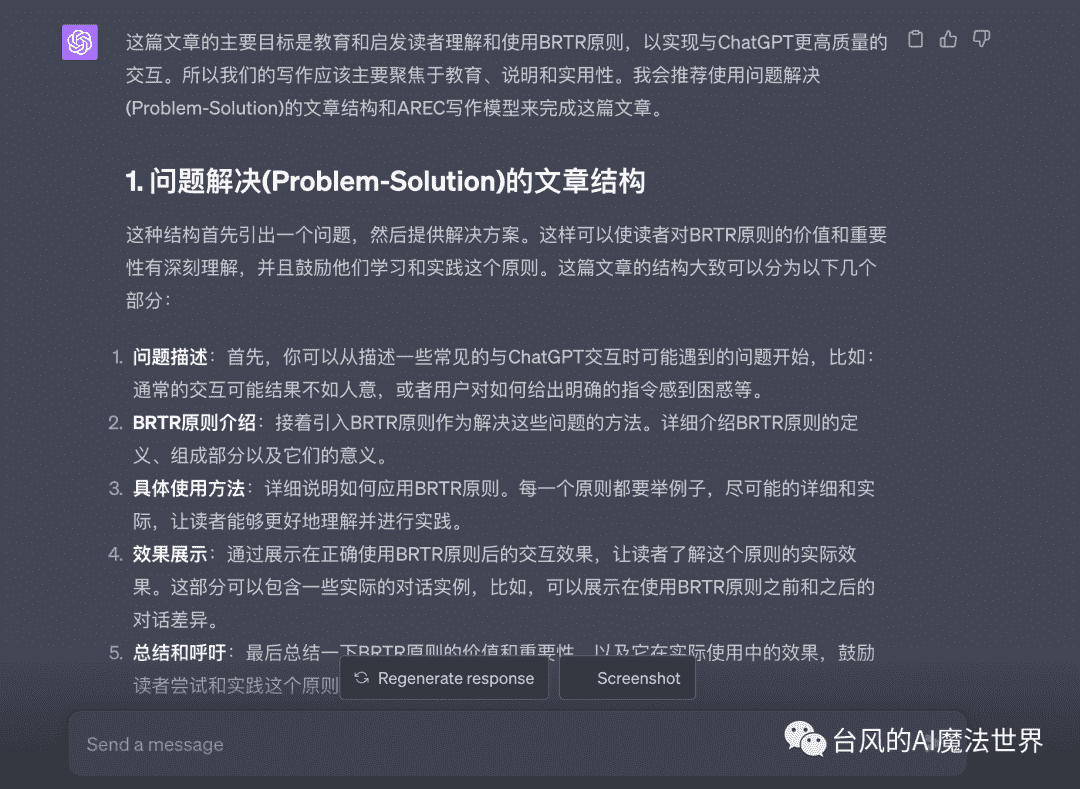 这篇文章的主要目标是教育和启发读者理解和使用BRTR原则，以实现与ChatGPT更高质量的
交互。所以我们的写作应该主要聚焦于教育、说明和实用性。我会推荐使用问题解决
(Problem-Solution)的文章结构和AREC写作模型来完成这篇文章。
1. 问题解决(Problem-Solution)的文章结构
这种结构首先引出一个问题，然后提供解决方案。这样可以使读者对BRTR原则的价值和重要
性有深刻理解，并且鼓励他们学习和实践这个原则。这篇文章的结构大致可以分为以下几个
部分：
1. 问题描述：首先，你可以从描述一些常见的与ChatGPT交互时可能遇到的问题开始，比如：
通常的交互可能结果不如人意，或者用户对如何给出明确的指令感到困惑等。
2. BRTR原则介绍：接着引入BRTR原则作为解决这些问题的方法。详细介绍BRTR原则的定
义、组成部分以及它们的意义。
3. 具体使用方法：详细说明如何应用BRTR原则。每一个原则都要举例子，尽可能的详细和实
际，让读者能够更好地理解并进行实践。
4. 效果展示：通过展示在正确使用BRTR原则后的交互效果，让读者了解这个原则的实际效
果。这部分可以包含一些实际的对话实例，比如，可以展示在使用BRTR原则之前和之后的
对话差异。
5. 总结和呼吁：最后总结一下BRTR原则的价值和重要性，以及它在实际使用中的效果，鼓励
读者尝试和实践这个原则
Regenerate response
Screenshot
Send a message
台风的AI魔法世界